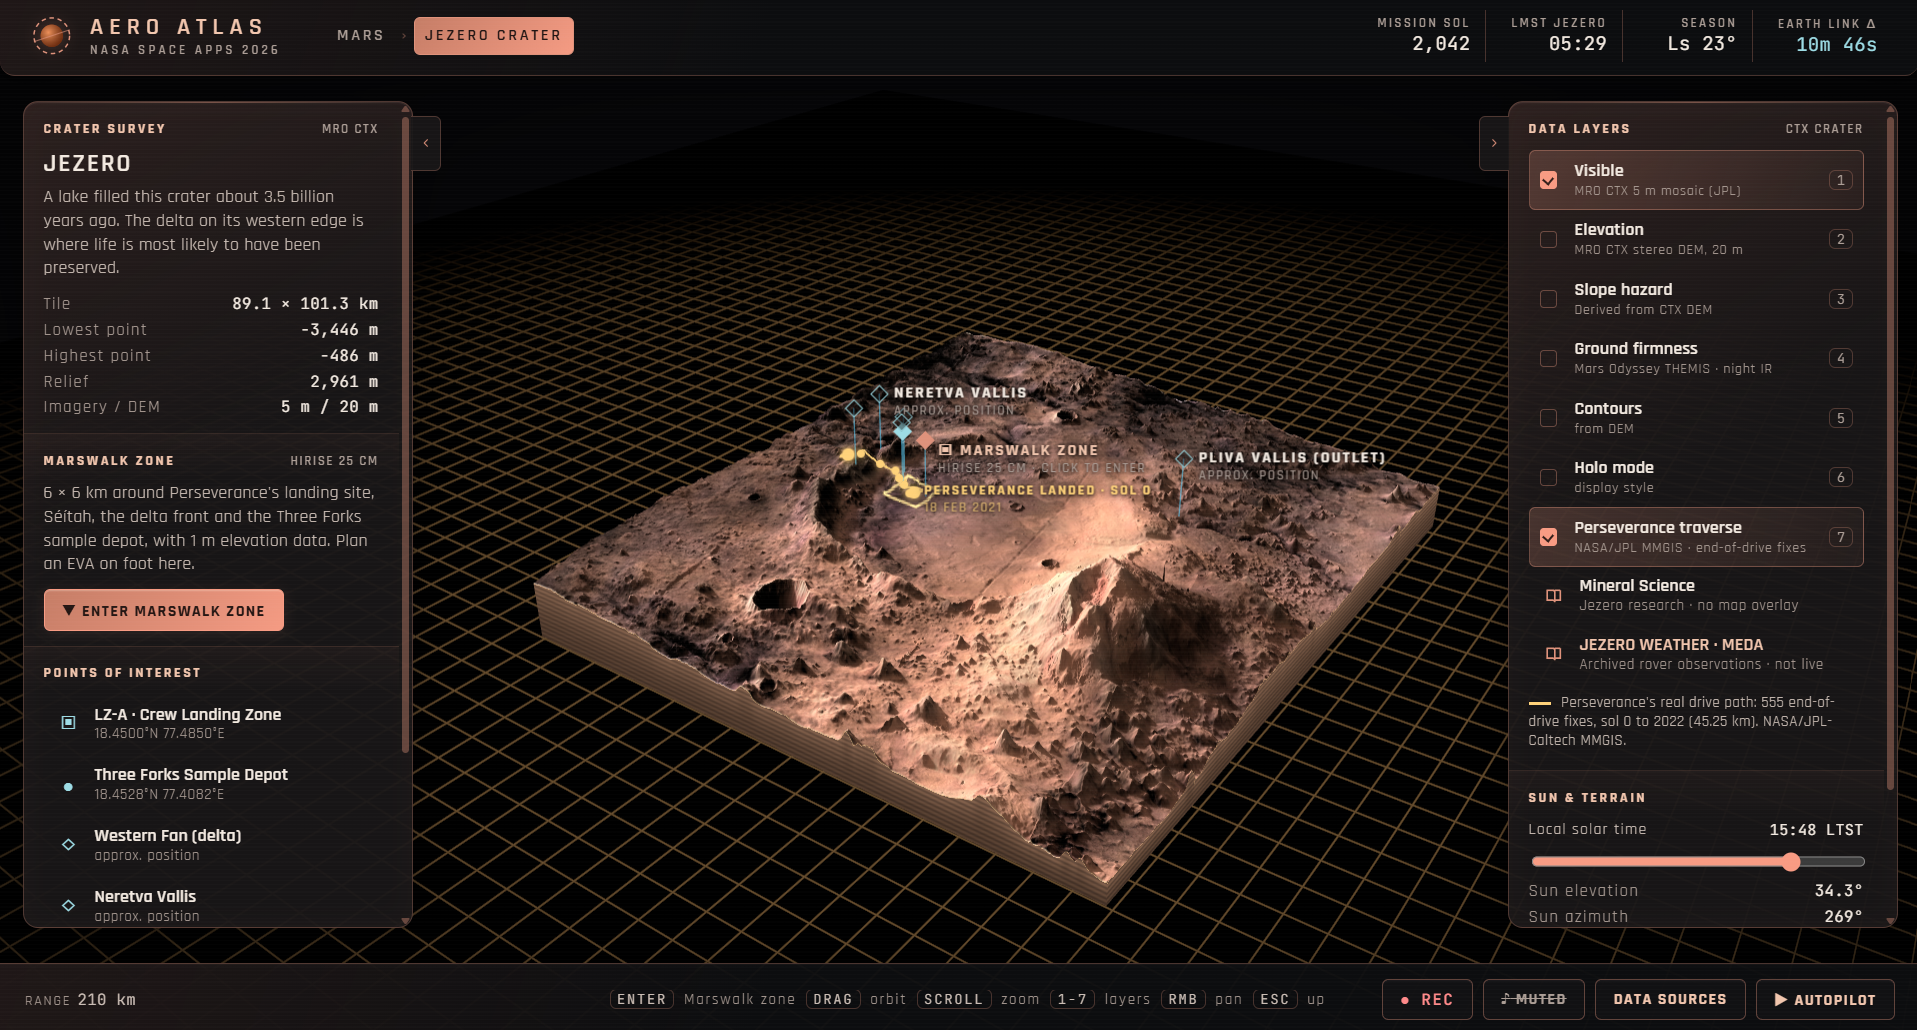 AERO ATLAS
NASA SPACE APPS 2026
MARS › JEZERO CRATER
MISSION SOL
2,042
LMST JEZERO
05:29
SEASON
Ls 23°
EARTH LINK Δ
10m 46s
CRATER SURVEY MRO CTX
JEZERO
A lake filled this crater about 3.5 billion
years ago. The delta on its western edge is
where life is most likely to have been
preserved.
Tile 89.1 × 101.3 km
Lowest point -3,446 m
Highest point -486 m
Relief 2,961 m
Imagery / DEM 5 m / 20 m
MARSWALK ZONE HIRISE 25 CM
6 × 6 km around Perseverance's landing site,
Séítah, the delta front and the Three Forks
sample depot, with 1 m elevation data. Plan
an EVA on foot here.
▼ ENTER MARSWALK ZONE
POINTS OF INTEREST
LZ-A · Crew Landing Zone
18.4500°N 77.4850°E
Three Forks Sample Depot
18.4528°N 77.4082°E
Western Fan (delta)
approx. position
Neretva Vallis
approx. position
NERETVA VALLIS
APPROX. POSITION
MARSWALK ZONE
HIRISE 25 CM · CLICK TO ENTER
PERSEVERANCE LANDED · SOL 0
18 FEB 2021
PLIVA VALLIS (OUTLET)
APPROX. POSITION
DATA LAYERS CTX CRATER
Visible
MRO CTX 5 m mosaic (JPL)
1
Elevation
MRO CTX stereo DEM, 20 m
2
Slope hazard
Derived from CTX DEM
3
Ground firmness
Mars Odyssey THEMIS · night IR
4
Contours
from DEM
5
Holo mode
display style
6
Perseverance traverse
NASA/JPL MMGIS · end-of-drive fixes
7
Mineral Science
Jezero research · no map overlay
JEZERO WEATHER · MEDA
Archived rover observations · not live
Perseverance's real drive path: 555 end-of-
drive fixes, sol 0 to 2022 (45.25 km). NASA/JPL-
Caltech MMGIS.
SUN & TERRAIN
Local solar time 15:48 LTST
Sun elevation 34.3°
Sun azimuth 269°
RANGE 210 km
ENTER Marswalk zone DRAG orbit SCROLL zoom 1-7 layers RMB pan ESC up
● REC
♪ MUTED
DATA SOURCES
▶ AUTOPILOT